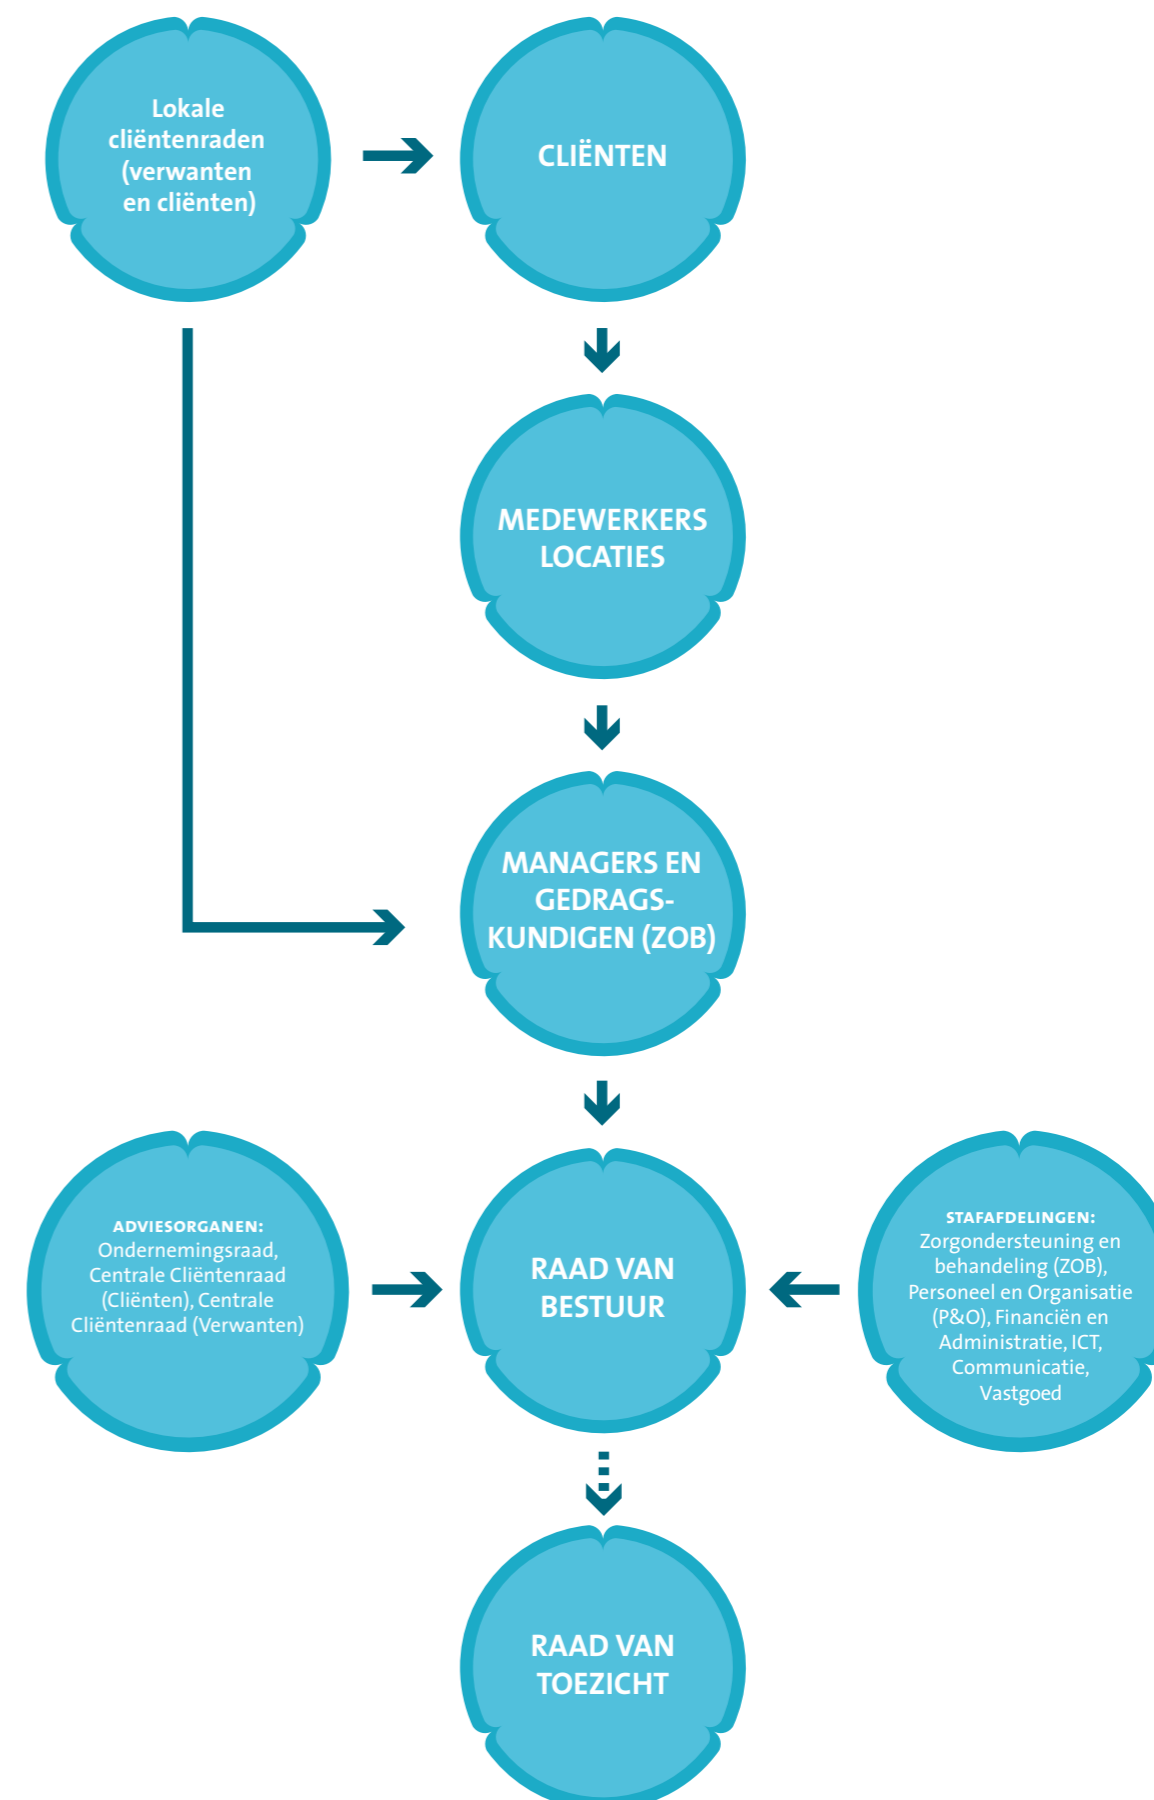 Lokale
cliëntenraden
(verwanten
en cliënten)
CLIËNTEN
MEDEWERKERS
LOCATIES
MANAGERS EN
GEDRAGS-
KUNDIGEN (ZOB)
ADVIESORGANEN:
Ondernemingsraad,
Centrale Cliëntenraad
(Cliënten), Centrale
Cliëntenraad (Verwanten)
RAAD VAN
BESTUUR
STAFAFDELINGEN:
Zorgondersteuning en
behandeling (ZOB),
Personeel en Organisatie
(P&O), Financiën en
Administratie, ICT,
Communicatie,
Vastgoed
RAAD VAN
TOEZICHT